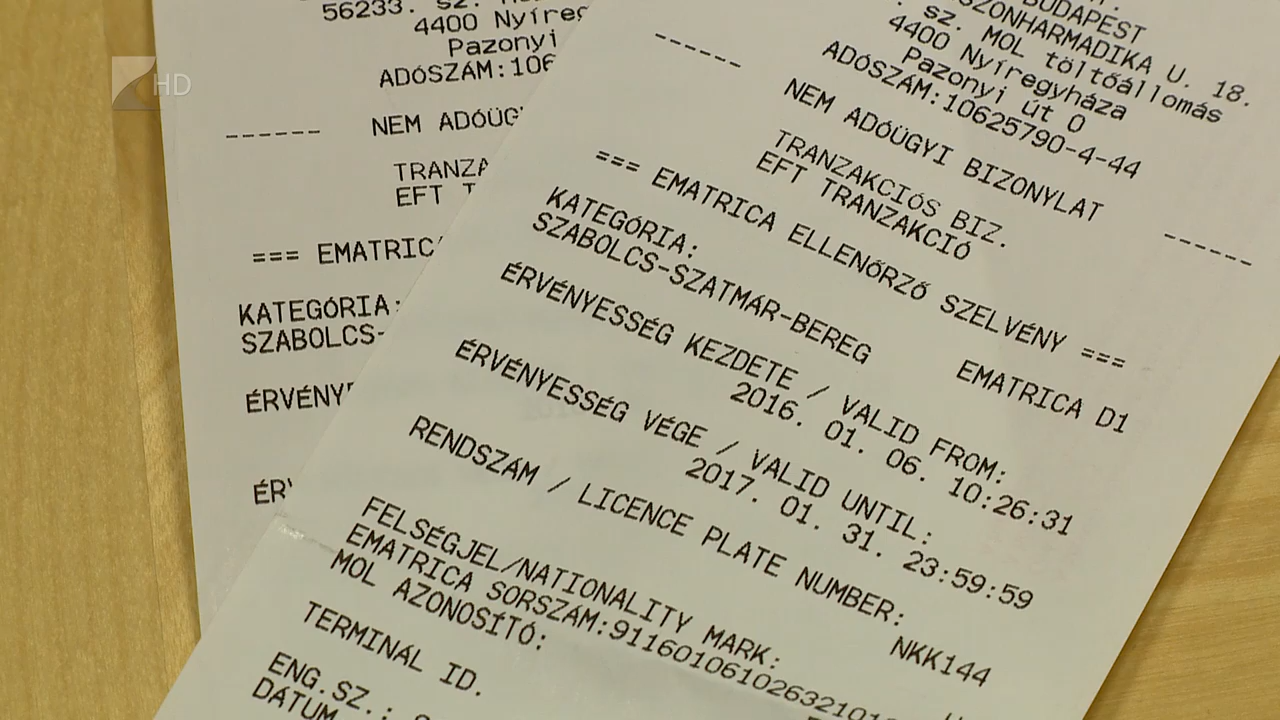 HD
56233. sz.
4400 Nyíreg
Pazonyi
ADÓSZÁM:106
------ NEM ADÓÜG
TRANZA
EFT T
=== EMATRIC
KATEGÓRIA:
SZABOLCS-
ÉRVÉNY
ÉR
BUDAPEST
18.
. sz. MOL töltőállomás
4400 Nyíregyháza
Pazonyi út 0
ADÓSZÁM:10625790-4-44
------ NEM ADÓÜGYI BIZONYLAT ------
TRANZAKCIÓS BIZ.
EFT TRANZAKCIÓ
=== EMATRICA ELLENŐRZŐ SZELVÉNY ===
KATEGÓRIA: EMATRICA D1
SZABOLCS-SZATMÁR-BEREG
ÉRVÉNYESSÉG KEZDETE / VALID FROM:
2016. 01. 06. 10:26:31
ÉRVÉNYESSÉG VÉGE / VALID UNTIL:
2017. 01. 31. 23:59:59
RENDSZÁM / LICENCE PLATE NUMBER:
NKK144
FELSÉGJEL/NATIONALITY MARK:
EMATRICA SORSZÁM:9116010610263210
MOL AZONOSÍTÓ:
TERMINÁL ID.
ENG.SZ.:
DÁTUM